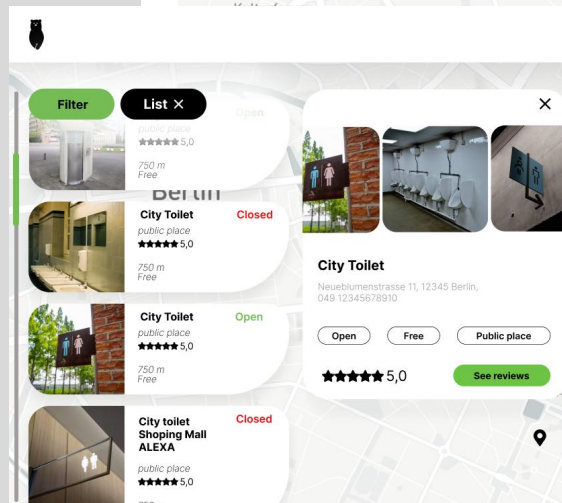 Filter
List ✕
Open
public place
★★★★★ 5,0
750 m
Free
Berlin
City Toilet
Closed
public place
★★★★★ 5,0
750 m
Free
City Toilet
Open
public place
★★★★★ 5,0
750 m
Free
City toilet
Shoping Mall
ALEXA
Closed
public place
★★★★★ 5,0
✕
City Toilet
Neueblumenstrasse 11, 12345 Berlin,
049 12345678910
Open
Free
Public place
★★★★★ 5,0
See reviews